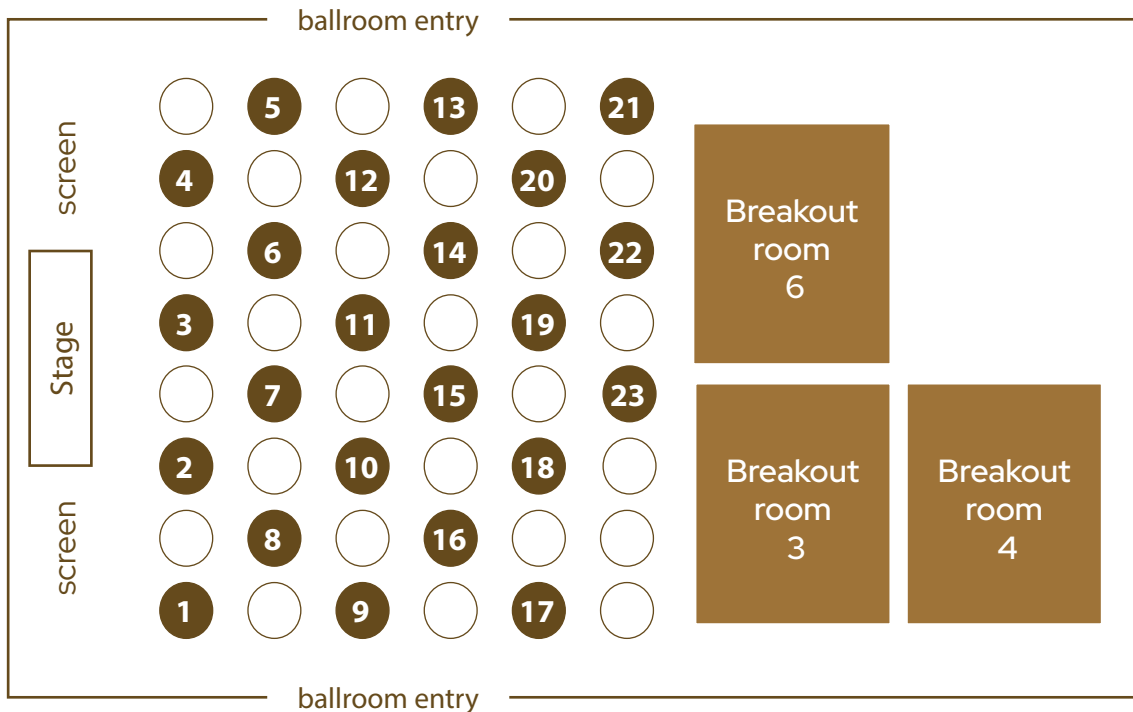 ballroom entry
5 13 21
screen
4 12 20
6 14 22
Breakout
room
6
Stage
3 11 19
7 15 23
2 10 18
screen
8 16
Breakout
room
3
Breakout
room
4
1 9 17
ballroom entry